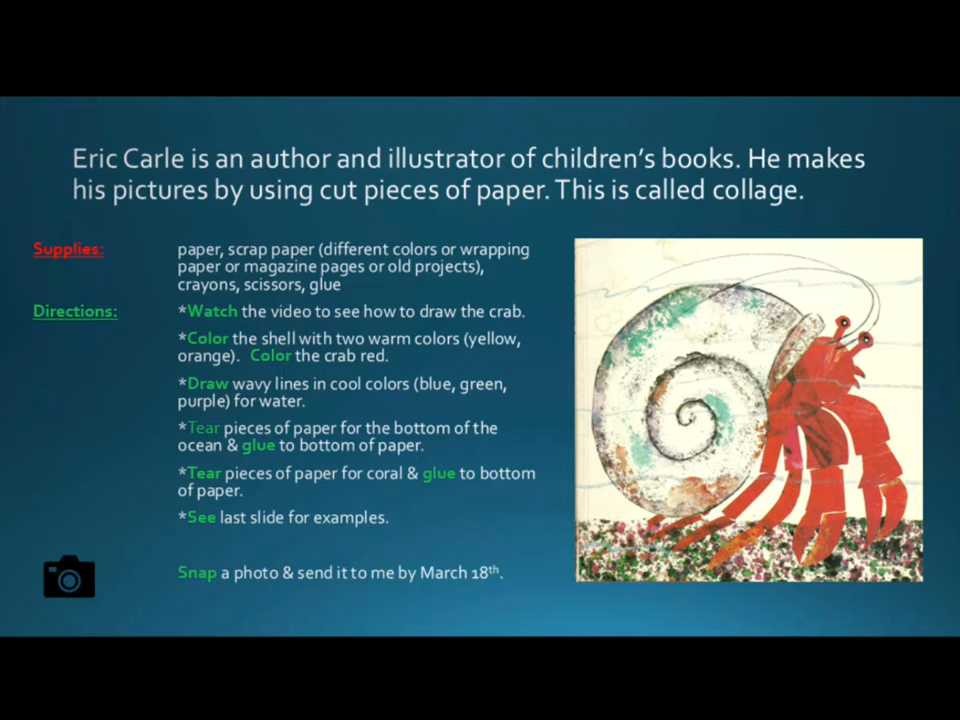 Eric Carle is an author and illustrator of children's books. He makes
his pictures by using cut pieces of paper. This is called collage.
Supplies:
paper, scrap paper (different colors or wrapping
paper or magazine pages or old projects),
crayons, scissors, glue
Directions:
*Watch the video to see how to draw the crab.
*Color the shell with two warm colors (yellow,
orange). Color the crab red.
*Draw wavy lines in cool colors (blue, green,
purple) for water.
*Tear pieces of paper for the bottom of the
ocean & glue to bottom of paper.
*Tear pieces of paper for coral & glue to bottom
of paper.
*See last slide for examples.
Snap a photo & send it to me by March 18th.